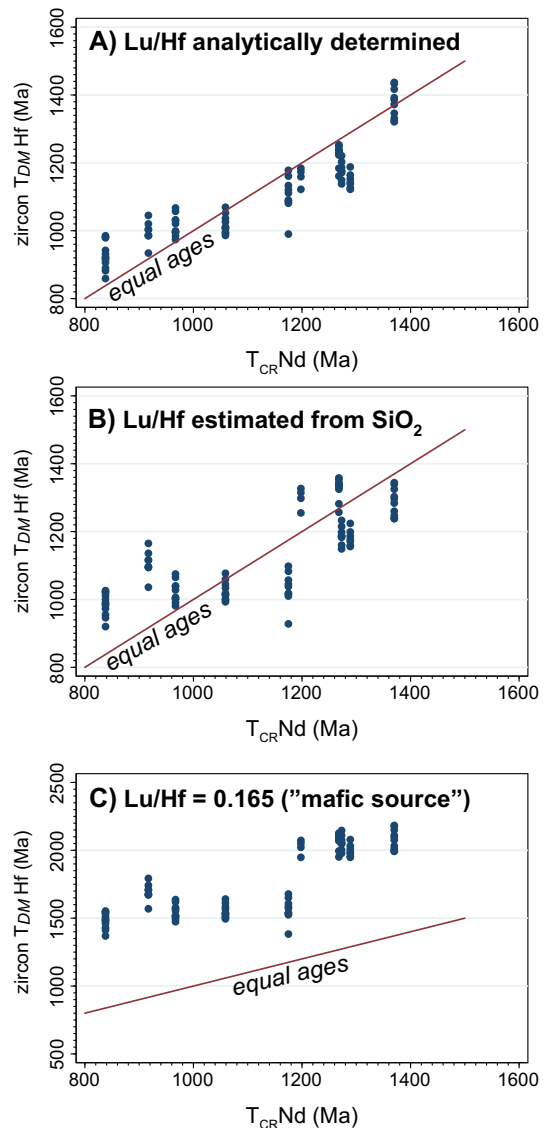 A) Lu/Hf analytically determined
zircon TDM Hf (Ma)
1600
1400
1200
1000
800
equal ages
800 1000 1200 1400 1600
TCRNd (Ma)
B) Lu/Hf estimated from SiO2
zircon TDM Hf (Ma)
1600
1400
1200
1000
800
equal ages
800 1000 1200 1400 1600
TCRNd (Ma)
C) Lu/Hf = 0.165 (”mafic source”)
zircon TDM Hf (Ma)
2500
2000
1500
1000
500
equal ages
800 1000 1200 1400 1600
TCRNd (Ma)